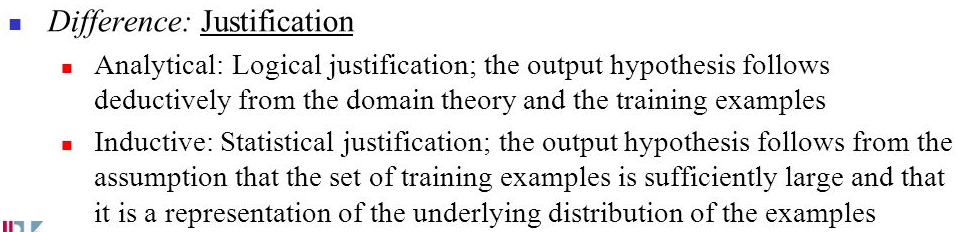 Difference: Justification
Analytical: Logical justification; the output hypothesis follows
deductively from the domain theory and the training examples
Inductive: Statistical justification; the output hypothesis follows from the
assumption that the set of training examples is sufficiently large and that
it is a representation of the underlying distribution of the examples